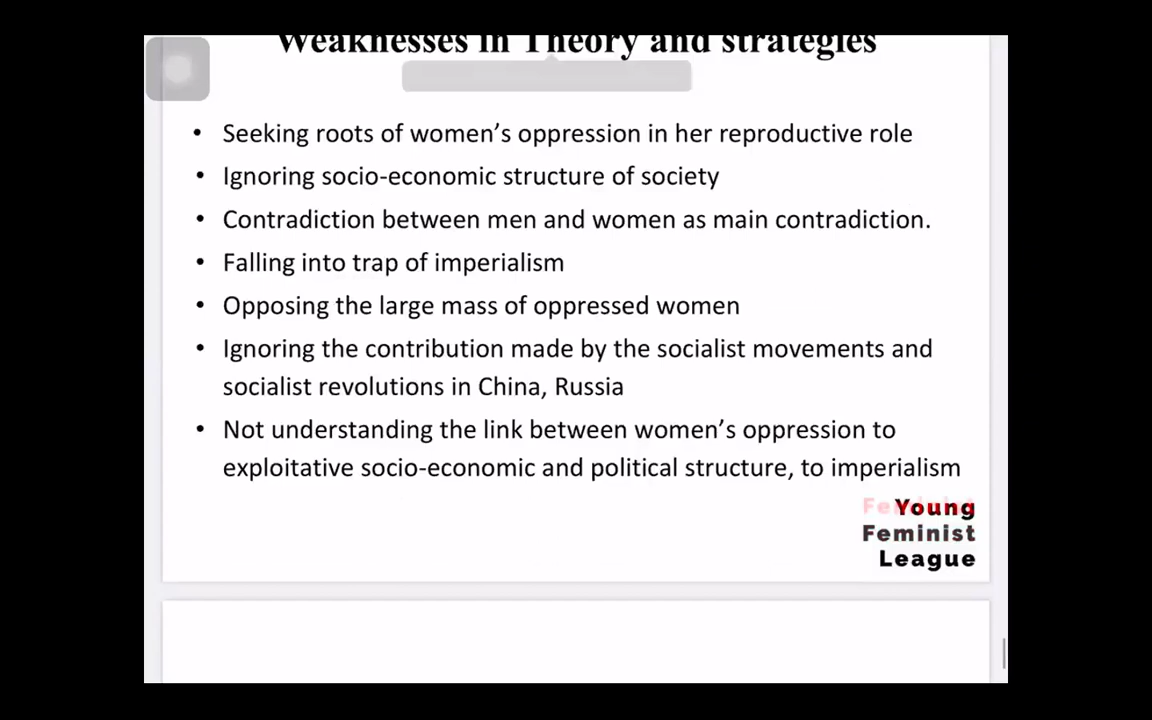 Weaknesses in Theory and strategies
• Seeking roots of women’s oppression in her reproductive role
• Ignoring socio-economic structure of society
• Contradiction between men and women as main contradiction.
• Falling into trap of imperialism
• Opposing the large mass of oppressed women
• Ignoring the contribution made by the socialist movements and
socialist revolutions in China, Russia
• Not understanding the link between women’s oppression to
exploitative socio-economic and political structure, to imperialism
Young
Feminist
League